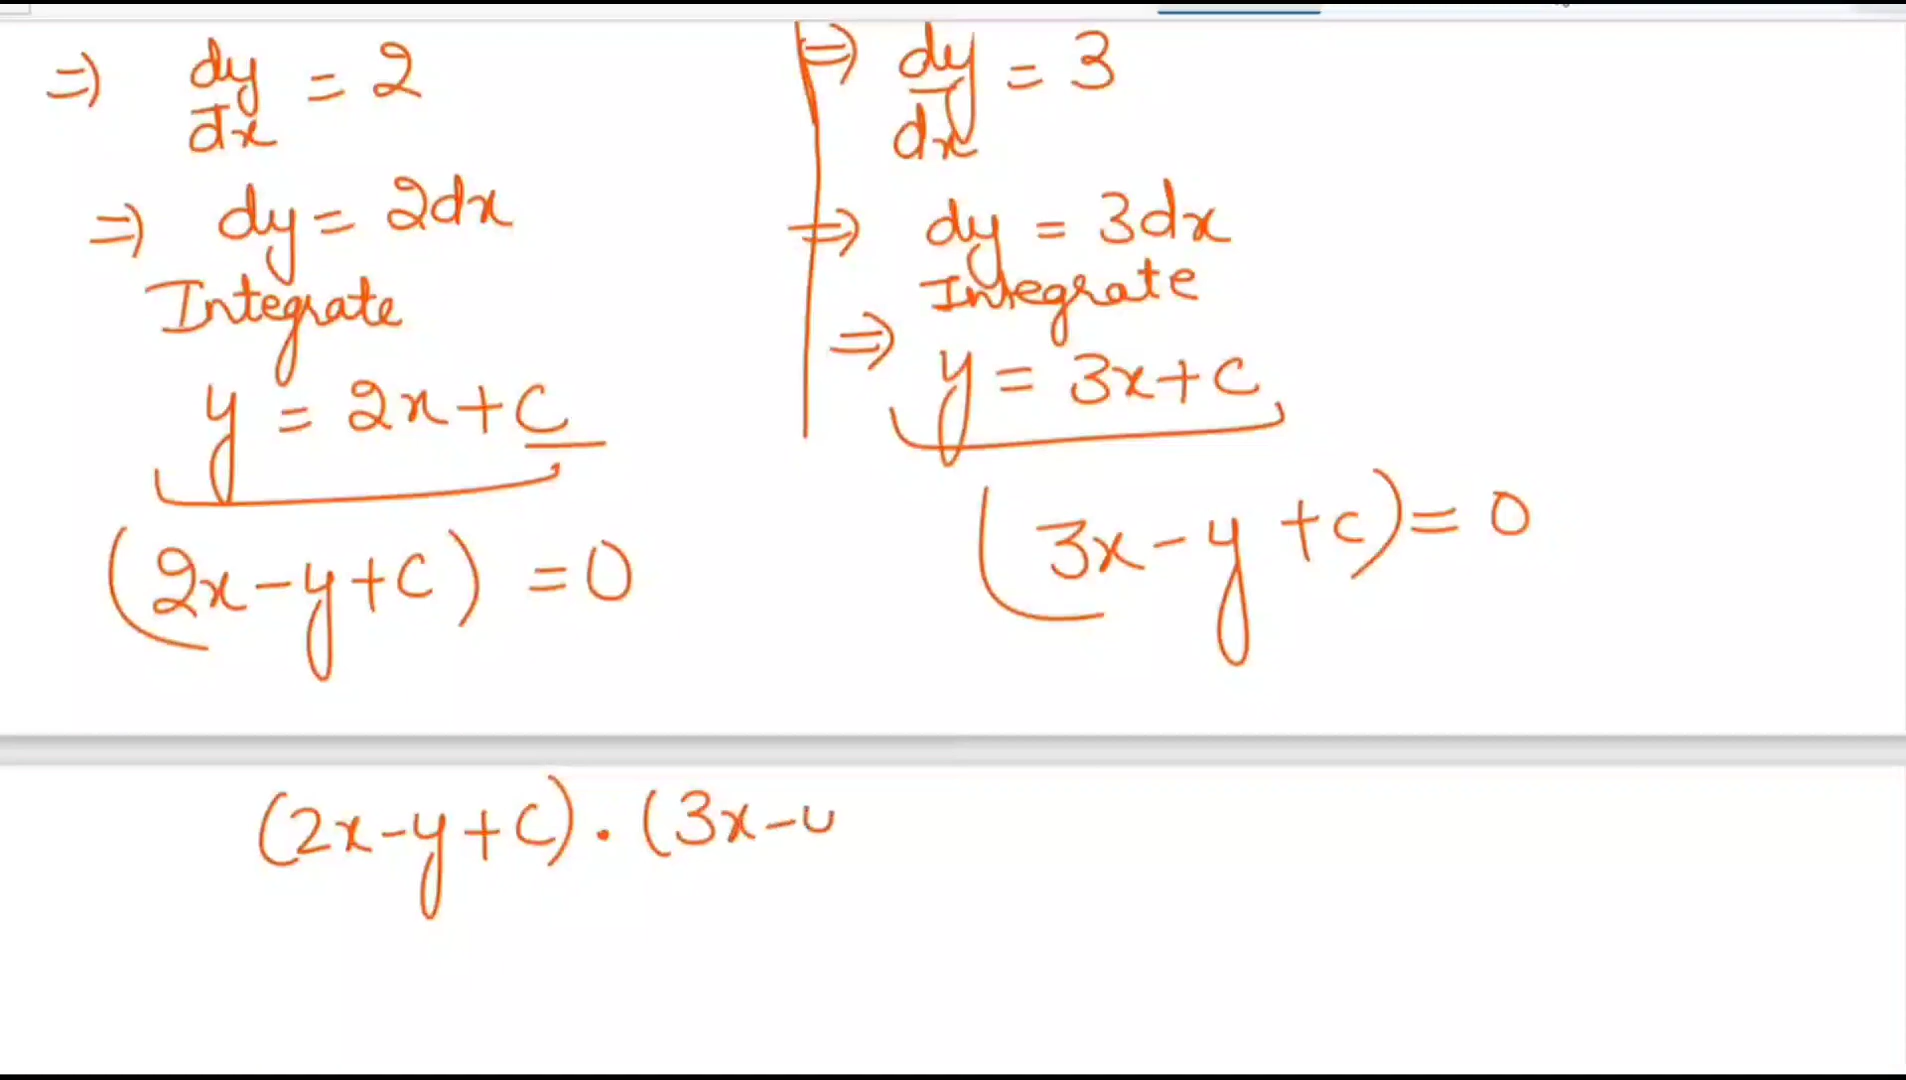 ⇒ dy/dx = 2
⇒ dy = 2dx
Integrate
y = 2x + c
(2x - y + c) = 0
⇒ dy/dx = 3
⇒ dy = 3dx
Integrate
⇒ y = 3x + c
(3x - y + c) = 0
(2x - y + c) · (3x -